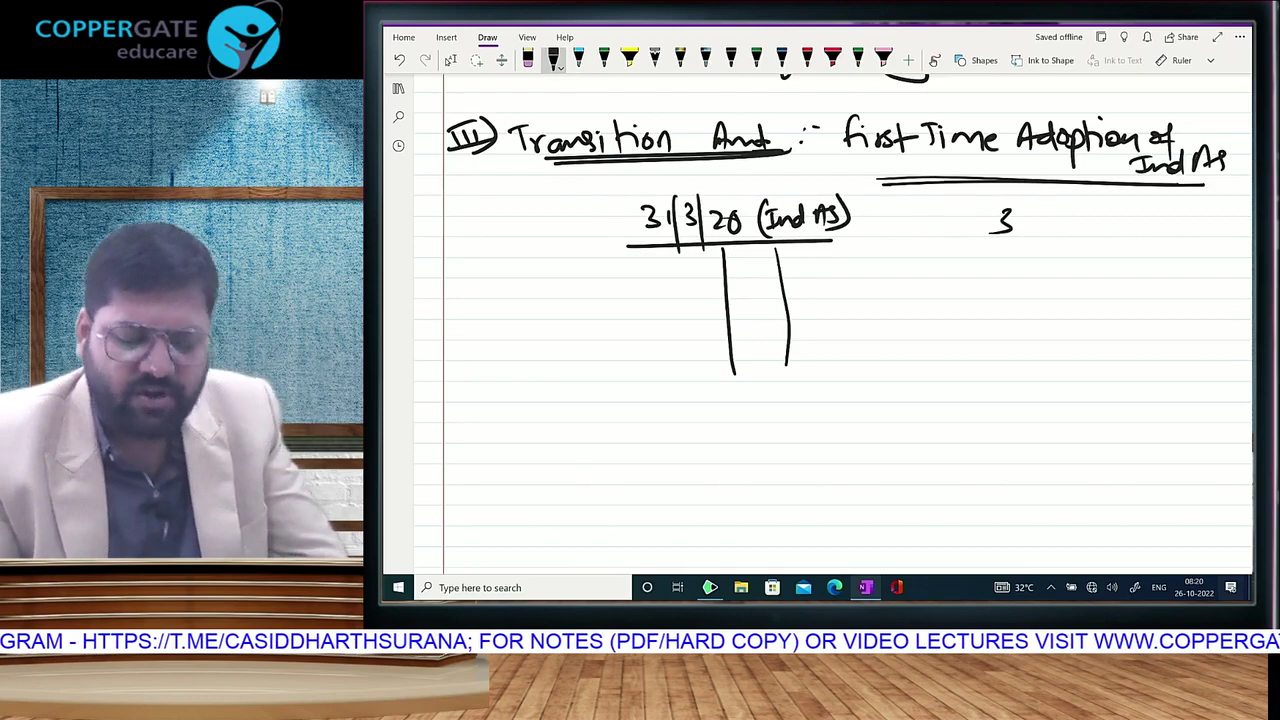 COPPERGATE
educare
Home Insert Draw View Help
Saved offline
Share
Shapes
Ink to Shape
Ink to Text
Ruler
III) Transition Amt :- First Time Adoption of
Ind AS
31/3/20 (Ind AS)
3
Type here to search
32°C
ENG
08:20
26-10-2022
GRAM - HTTPS://T.ME/CASIDDHARTHSURANA; FOR NOTES (PDF/HARD COPY) OR VIDEO LECTURES VISIT WWW.COPPERGA